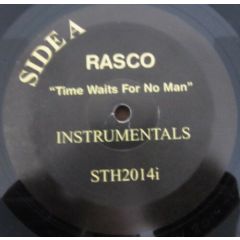 SIDE A
RASCO
"Time Waits For No Man"
INSTRUMENTALS
STH2014i